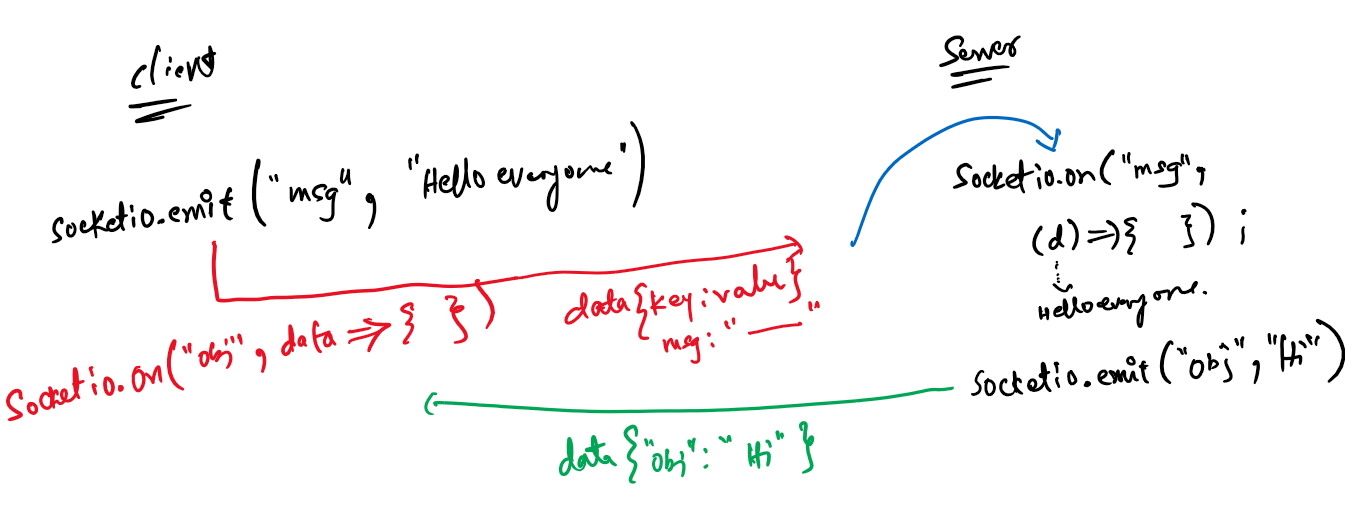 client
Server
socketio.emit("msg", "Hello everyone")
Socketio.on("msg",
(d)=>{ });
Hello everyone.
data{key:value}
msg:"——"
Socketio.on("obj", data=>{ })
socketio.emit("obj", "Hi")
data{"obj":"Hi"}